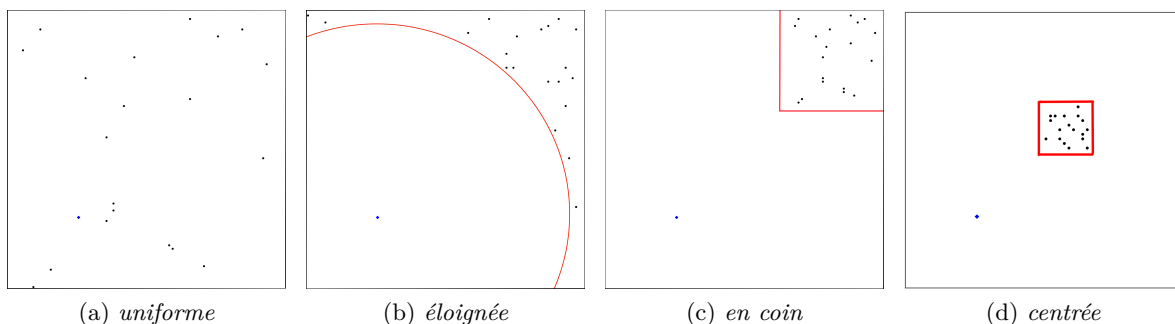 (a) uniforme
(b) éloignée
(c) en coin
(d) centrée